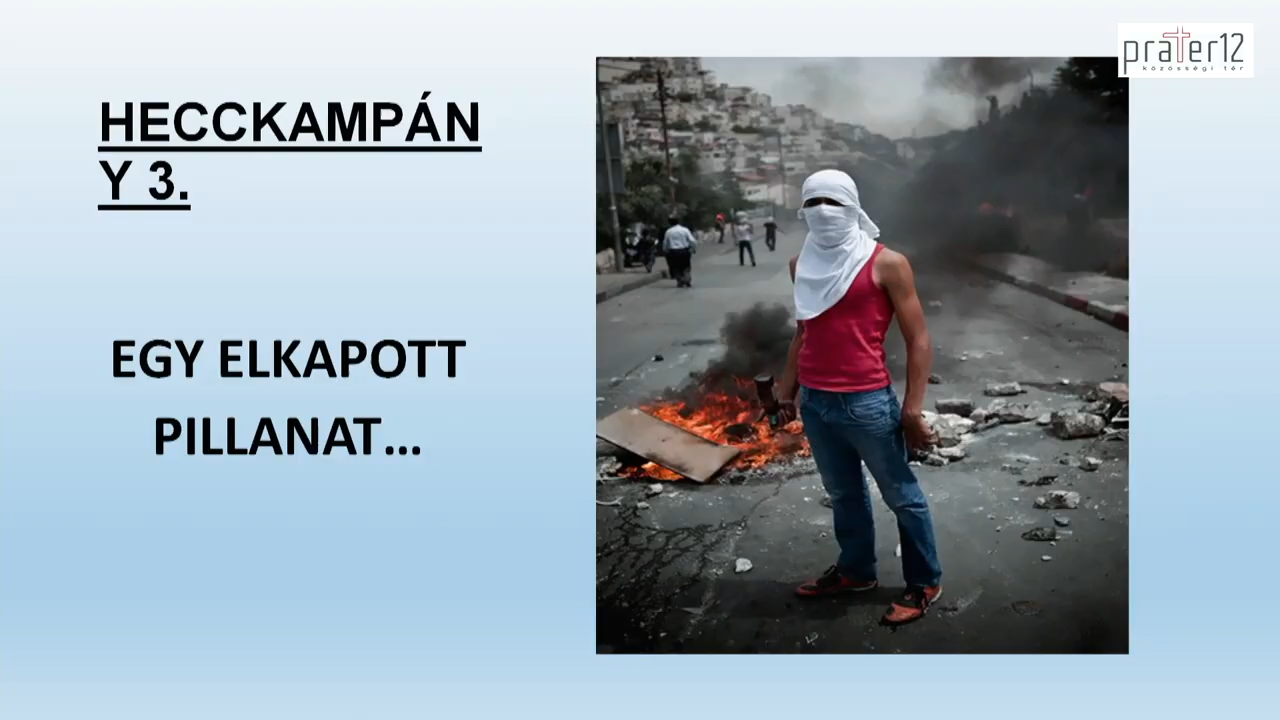 HECCKAMPÁN
Y 3.
EGY ELKAPOTT
PILLANAT...
prater12
közösségi tér